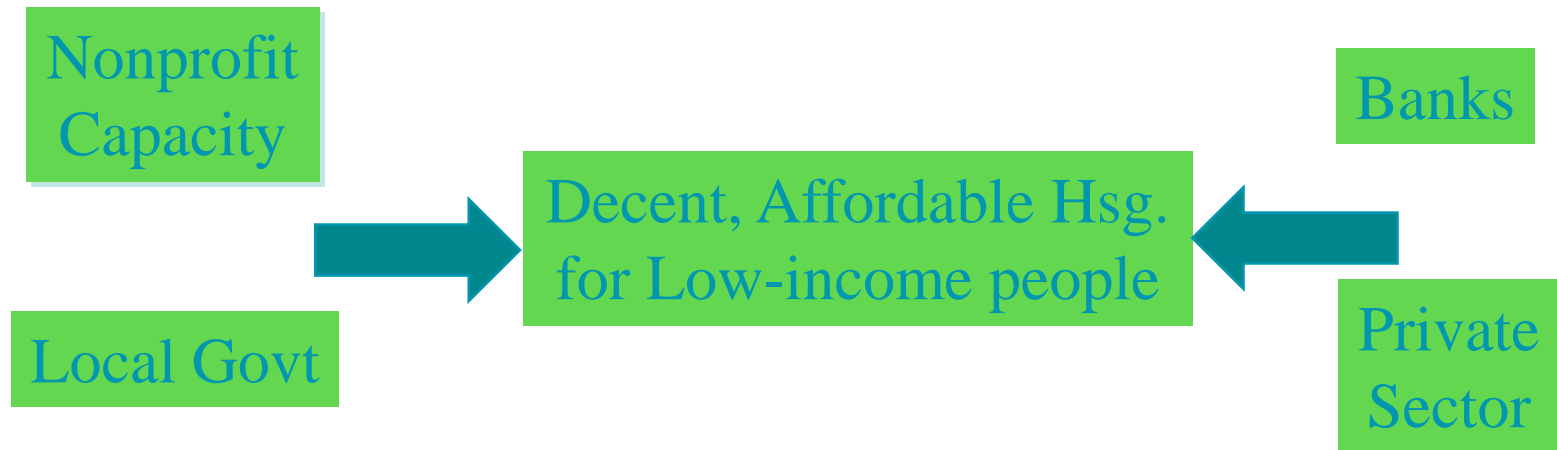 Nonprofit
Capacity
Local Govt
Decent, Affordable Hsg.
for Low-income people
Banks
Private
Sector